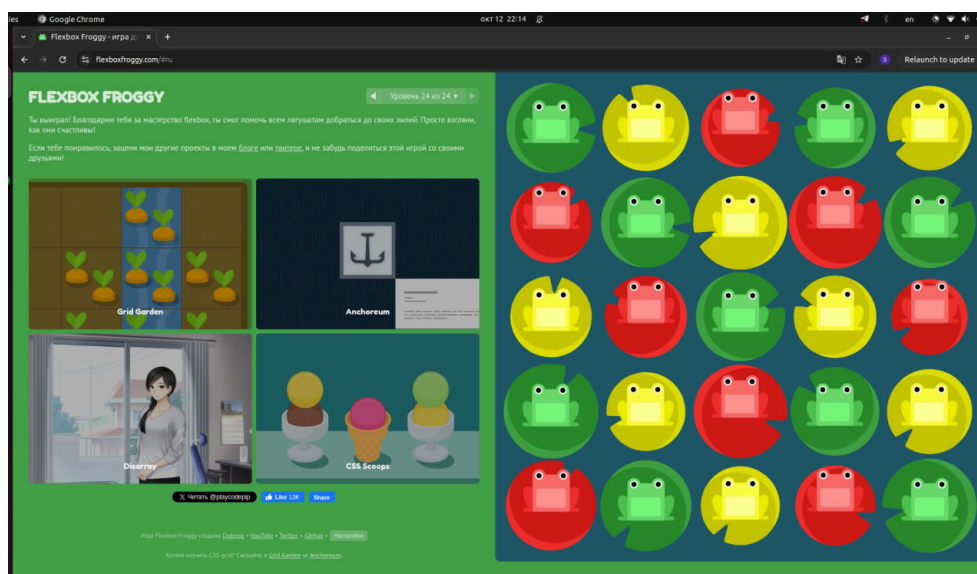 Google Chrome
окт 12 22:14
en
Flexbox Froggy - игра д
flexboxfroggy.com/#ru
Relaunch to update
FLEXBOX FROGGY
Уровень 24 из 24
Ты выиграл! Благодарим тебя за мастерство flexbox, ты смог помочь всем лягушатам добраться до своих лилий. Просто взгляни,
как они счастливы!
Если тебе понравилось, зацени мои другие проекты в моем блоге или твитере, и не забудь поделиться этой игрой со своими
друзьями!
Grid Garden
Anchoreum
Disarray
CSS Scoops
Читать @playcodepip
Like 13K
Share
Игра Flexbox Froggy создана Codepip • YouTube • Twitter • GitHub • Настройки
Хотите изучить CSS grid? Сыграйте в Grid Garden or Anchoreum.